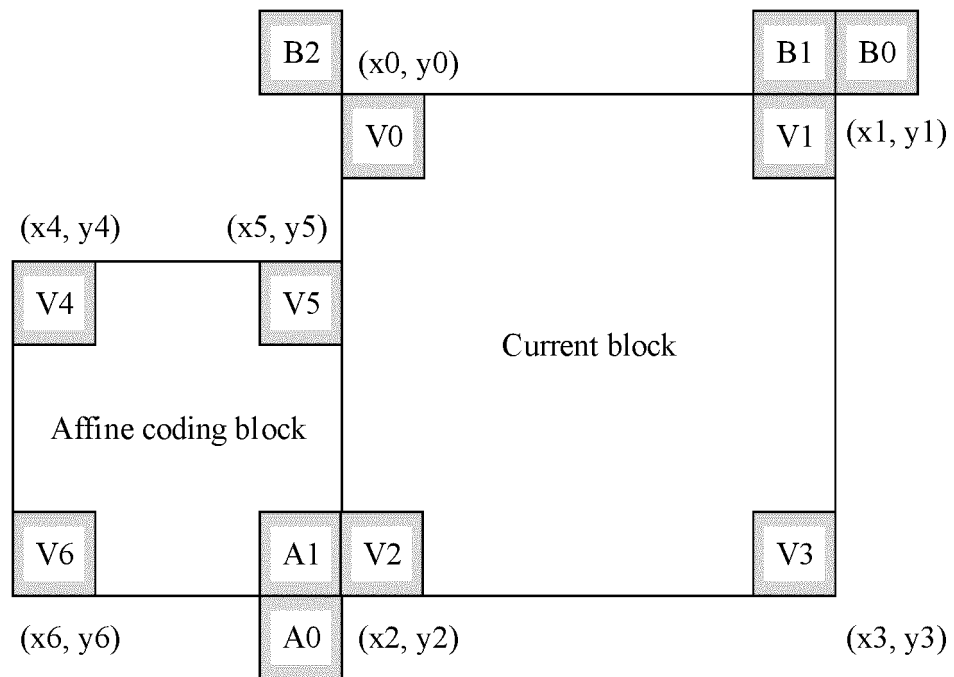 B2 (x0, y0) B1 B0
V0 V1 (x1, y1)
(x4, y4) (x5, y5)
V4 V5
Current block
Affine coding block
V6 A1 V2 V3
(x6, y6) A0 (x2, y2) (x3, y3)